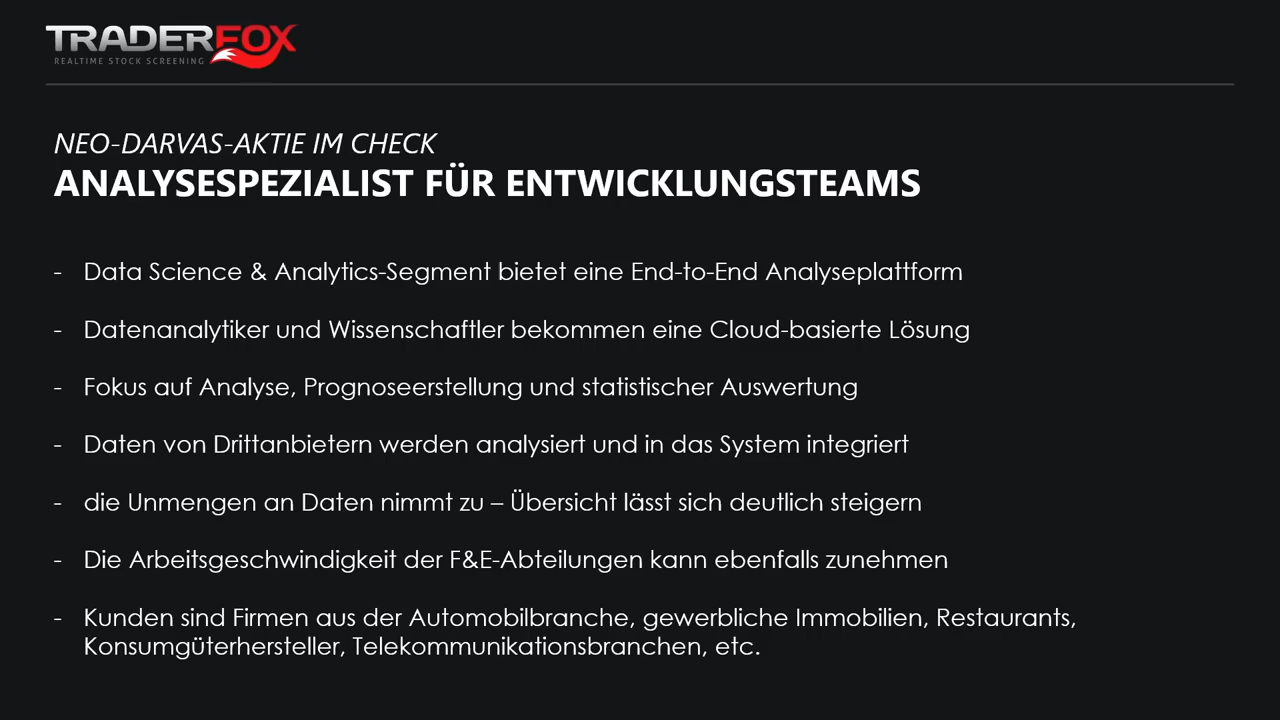 TRADERFOX
REALTIME STOCK SCREENING
NEO-DARVAS-AKTIE IM CHECK
ANALYSESPEZIALIST FÜR ENTWICKLUNGSTEAMS
- Data Science & Analytics-Segment bietet eine End-to-End Analyseplattform
- Datenanalytiker und Wissenschaftler bekommen eine Cloud-basierte Lösung
- Fokus auf Analyse, Prognoseerstellung und statistischer Auswertung
- Daten von Drittanbietern werden analysiert und in das System integriert
- die Unmengen an Daten nimmt zu – Übersicht lässt sich deutlich steigern
- Die Arbeitsgeschwindigkeit der F&E-Abteilungen kann ebenfalls zunehmen
- Kunden sind Firmen aus der Automobilbranche, gewerbliche Immobilien, Restaurants,
Konsumgüterhersteller, Telekommunikationsbranchen, etc.